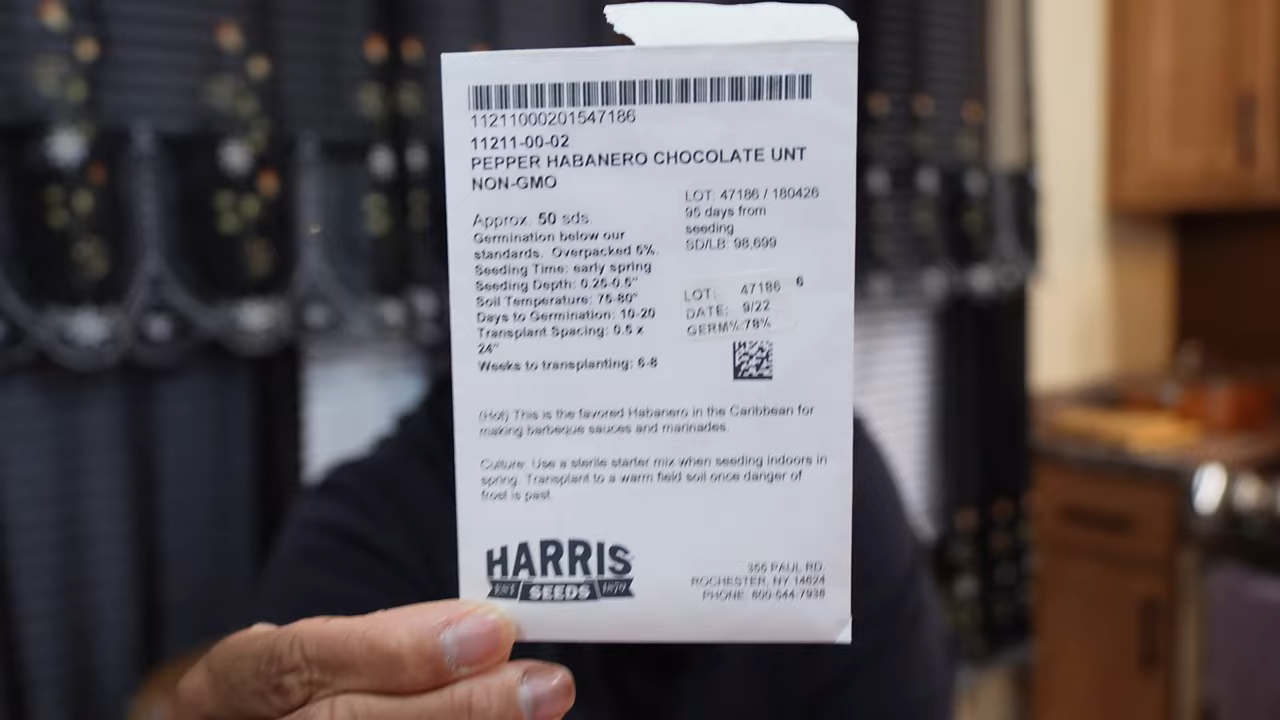 11211000201547186
11211-00-02
PEPPER HABANERO CHOCOLATE UNT
NON-GMO
Approx. 50 sds.
Germination below our
standards. Overpacked 5%.
Seeding Time: early spring
Seeding Depth: 0.25-0.5"
Soil Temperature: 75-80°
Days to Germination: 10-20
Transplant Spacing: 0.5 x
24"
Weeks to transplanting: 6-8
LOT: 47186 / 180426
95 days from
seeding
SD/LB: 98,699
LOT: 47186 6
DATE: 9/22
GERM%:78%
(Hot) This is the favored Habanero in the Caribbean for
making barbeque sauces and marinades.
Culture: Use a sterile starter mix when seeding indoors in
spring. Transplant to a warm field soil once danger of
frost is past.
HARRIS
EST. SEEDS 1879
355 PAUL RD.
ROCHESTER, NY 14624
PHONE: 800-544-7938